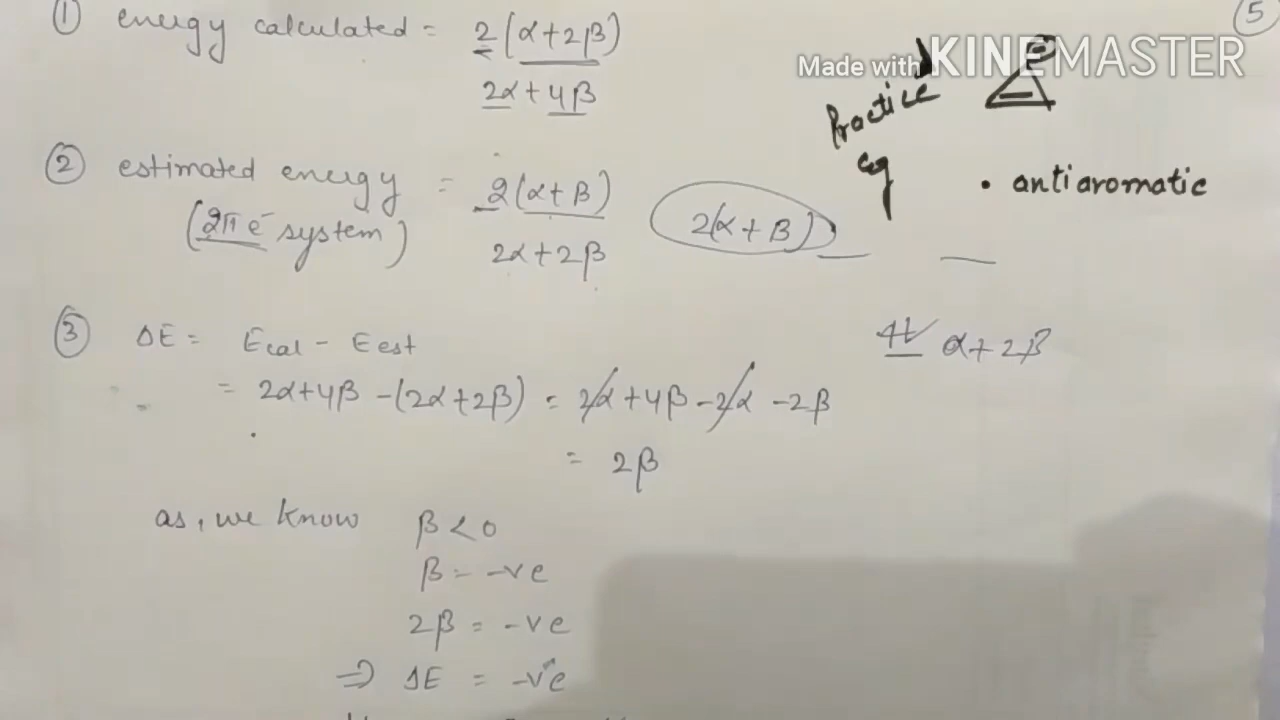 5
① energy calculated = 2(α+2β)
2α+4β
Made with KINEMASTER
Practice
② estimated energy = 2(α+β)
(2πe⁻ system)
2α+2β
2(α+β)
• antiaromatic
③ ΔE = Ecal - Eest
α+2β
= 2α+4β -(2α+2β) = 2α+4β-2α-2β
= 2β
as, we know β<0
β = -ve
2β = -ve
⇒ ΔE = -ve